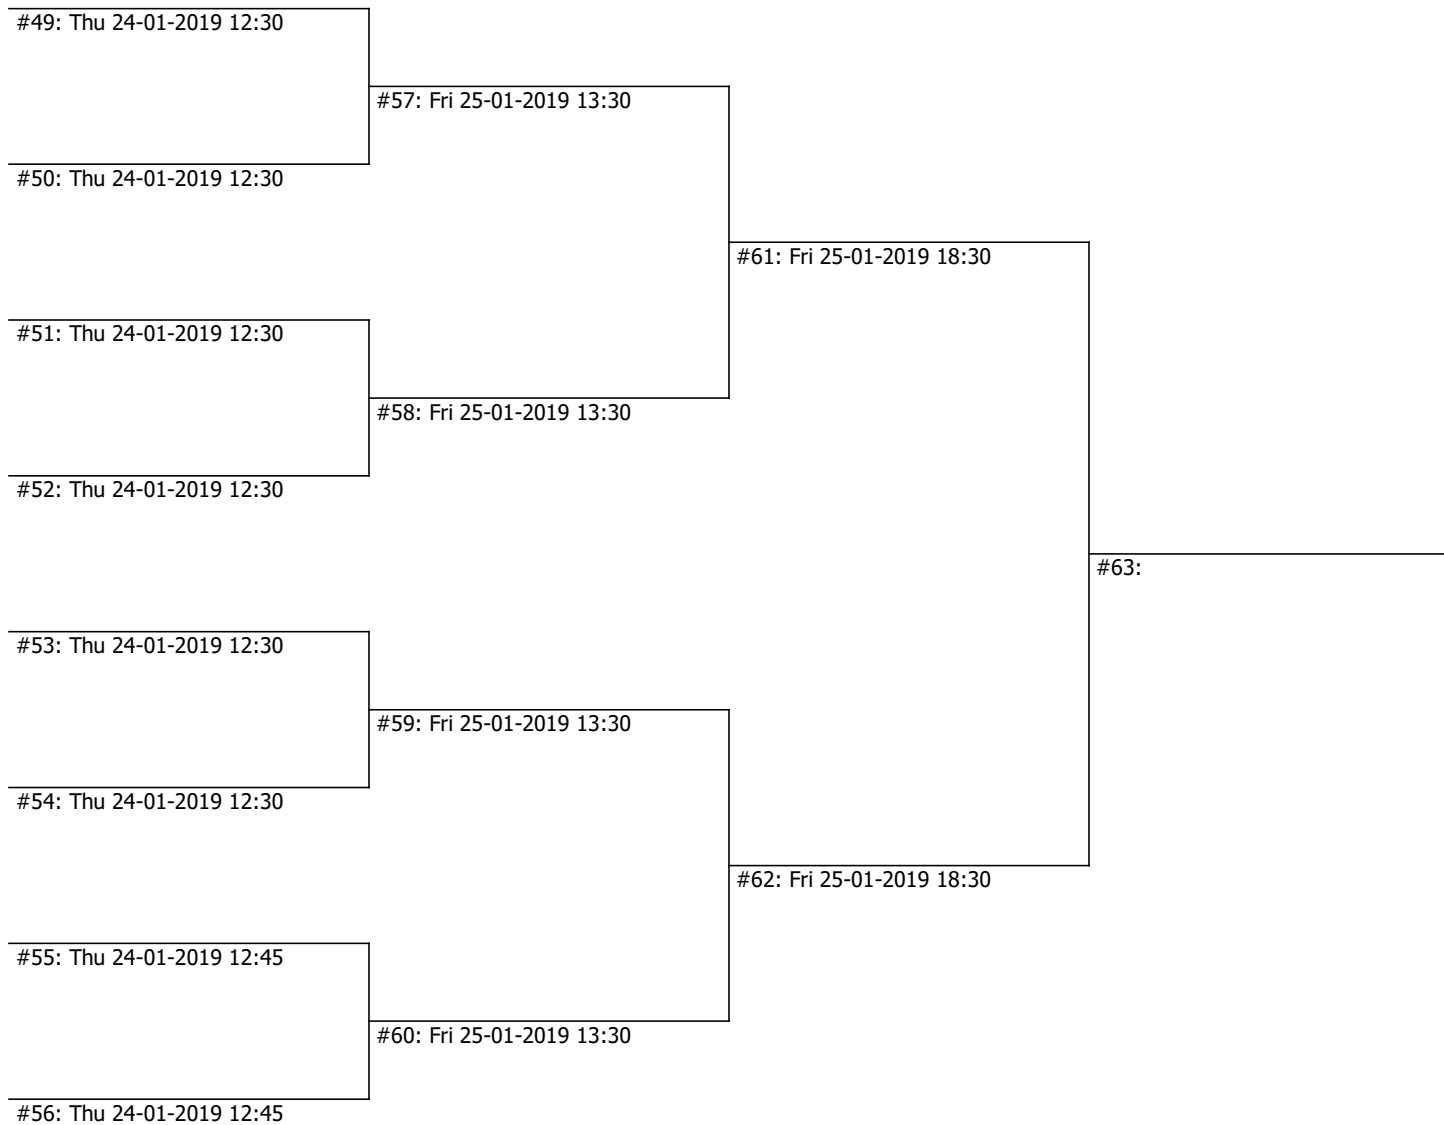 #49: Thu 24-01-2019 12:30
#57: Fri 25-01-2019 13:30
#50: Thu 24-01-2019 12:30
#61: Fri 25-01-2019 18:30
#51: Thu 24-01-2019 12:30
#58: Fri 25-01-2019 13:30
#52: Thu 24-01-2019 12:30
#63:
#53: Thu 24-01-2019 12:30
#59: Fri 25-01-2019 13:30
#54: Thu 24-01-2019 12:30
#62: Fri 25-01-2019 18:30
#55: Thu 24-01-2019 12:45
#60: Fri 25-01-2019 13:30
#56: Thu 24-01-2019 12:45